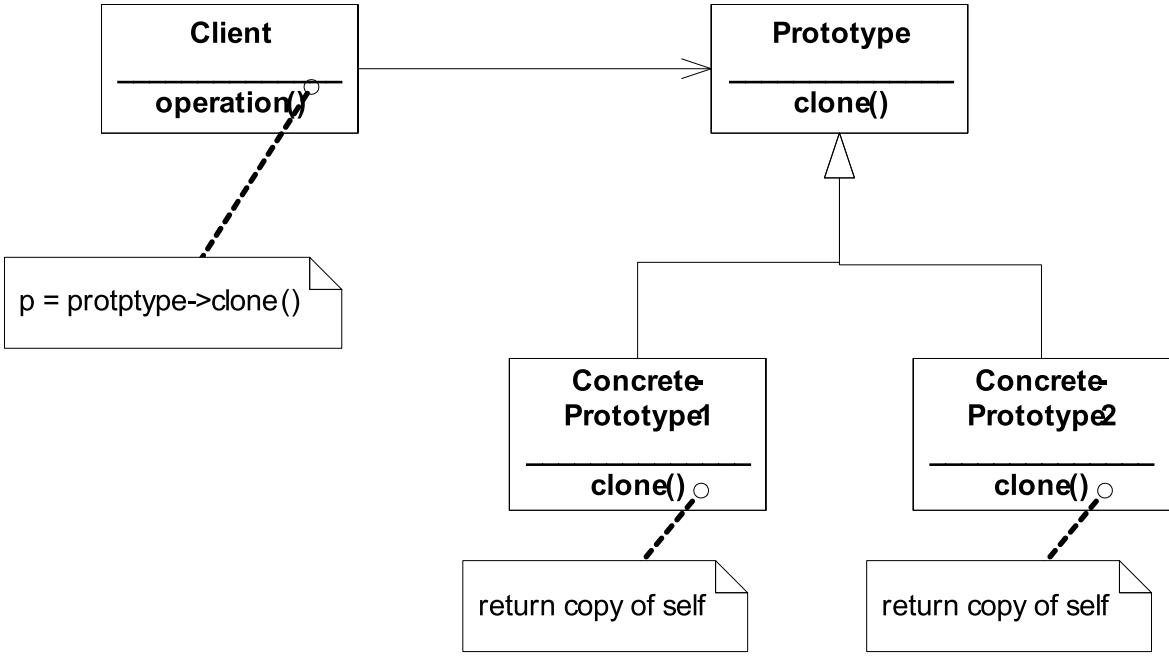 Client
operation()
Prototype
clone()
p = protptype->clone()
Concrete-
Prototype1
clone()
Concrete-
Prototype2
clone()
return copy of self
return copy of self